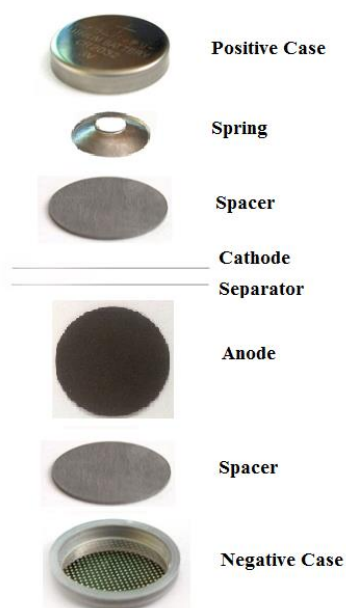 Positive Case
Spring
Spacer
Cathode
Separator
Anode
Spacer
Negative Case